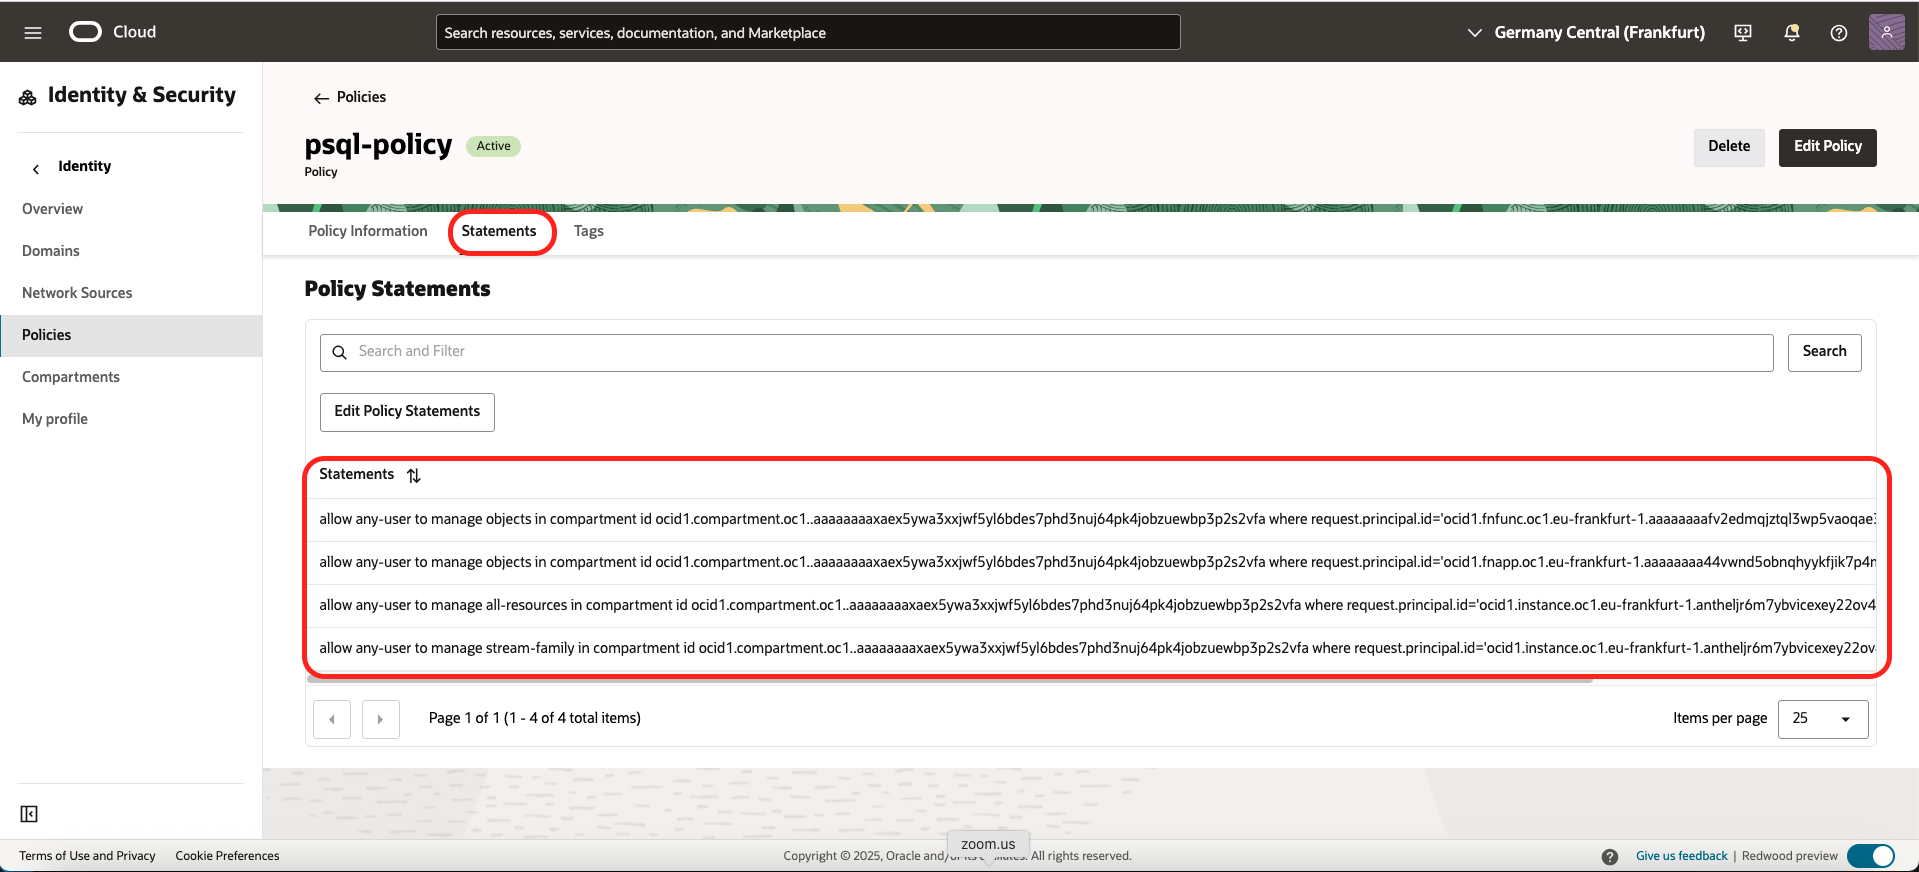 Cloud
Search resources, services, documentation, and Marketplace
Germany Central (Frankfurt)
Identity & Security
Identity
Overview
Domains
Network Sources
Policies
Compartments
My profile
Policies
psql-policy
Active
Policy
Delete
Edit Policy
Policy Information
Statements
Tags
Policy Statements
Search and Filter
Search
Edit Policy Statements
Statements
allow any-user to manage objects in compartment id ocid1.compartment.oc1..aaaaaaaaxaex5ywa3xxjwf5yl6bdes7phd3nuj64pk4jobzuewbp3p2s2vfa where request.principal.id='ocid1.fnfunc.oc1.eu-frankfurt-1.aaaaaaaafv2edmqjztql3wp5vaoqae3
allow any-user to manage objects in compartment id ocid1.compartment.oc1..aaaaaaaaxaex5ywa3xxjwf5yl6bdes7phd3nuj64pk4jobzuewbp3p2s2vfa where request.principal.id='ocid1.fnapp.oc1.eu-frankfurt-1.aaaaaaaa44vwnd5obnqhyykfjik7p4m
allow any-user to manage all-resources in compartment id ocid1.compartment.oc1..aaaaaaaaxaex5ywa3xxjwf5yl6bdes7phd3nuj64pk4jobzuewbp3p2s2vfa where request.principal.id='ocid1.instance.oc1.eu-frankfurt-1.antheljr6m7ybvicexey22ov4
allow any-user to manage stream-family in compartment id ocid1.compartment.oc1..aaaaaaaaxaex5ywa3xxjwf5yl6bdes7phd3nuj64pk4jobzuewbp3p2s2vfa where request.principal.id='ocid1.instance.oc1.eu-frankfurt-1.antheljr6m7ybvicexey22ov
Page 1 of 1 (1 - 4 of 4 total items)
Items per page
25
zoom.us
Terms of Use and Privacy
Cookie Preferences
Copyright © 2025, Oracle and/or All rights reserved.
Give us feedback | Redwood preview